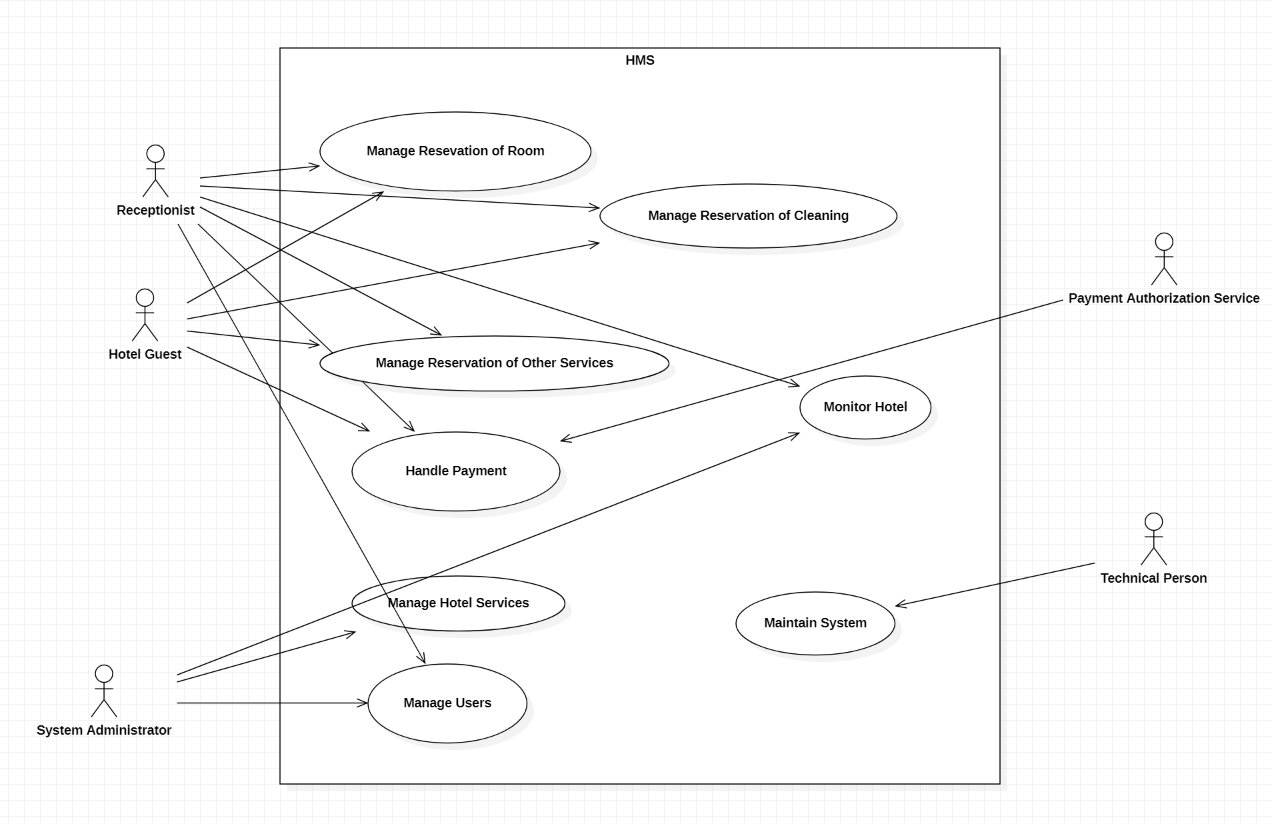 HMS
Manage Resevation of Room
Receptionist
Manage Reservation of Cleaning
Payment Authorization Service
Hotel Guest
Manage Reservation of Other Services
Monitor Hotel
Handle Payment
Technical Person
Manage Hotel Services
Maintain System
Manage Users
System Administrator